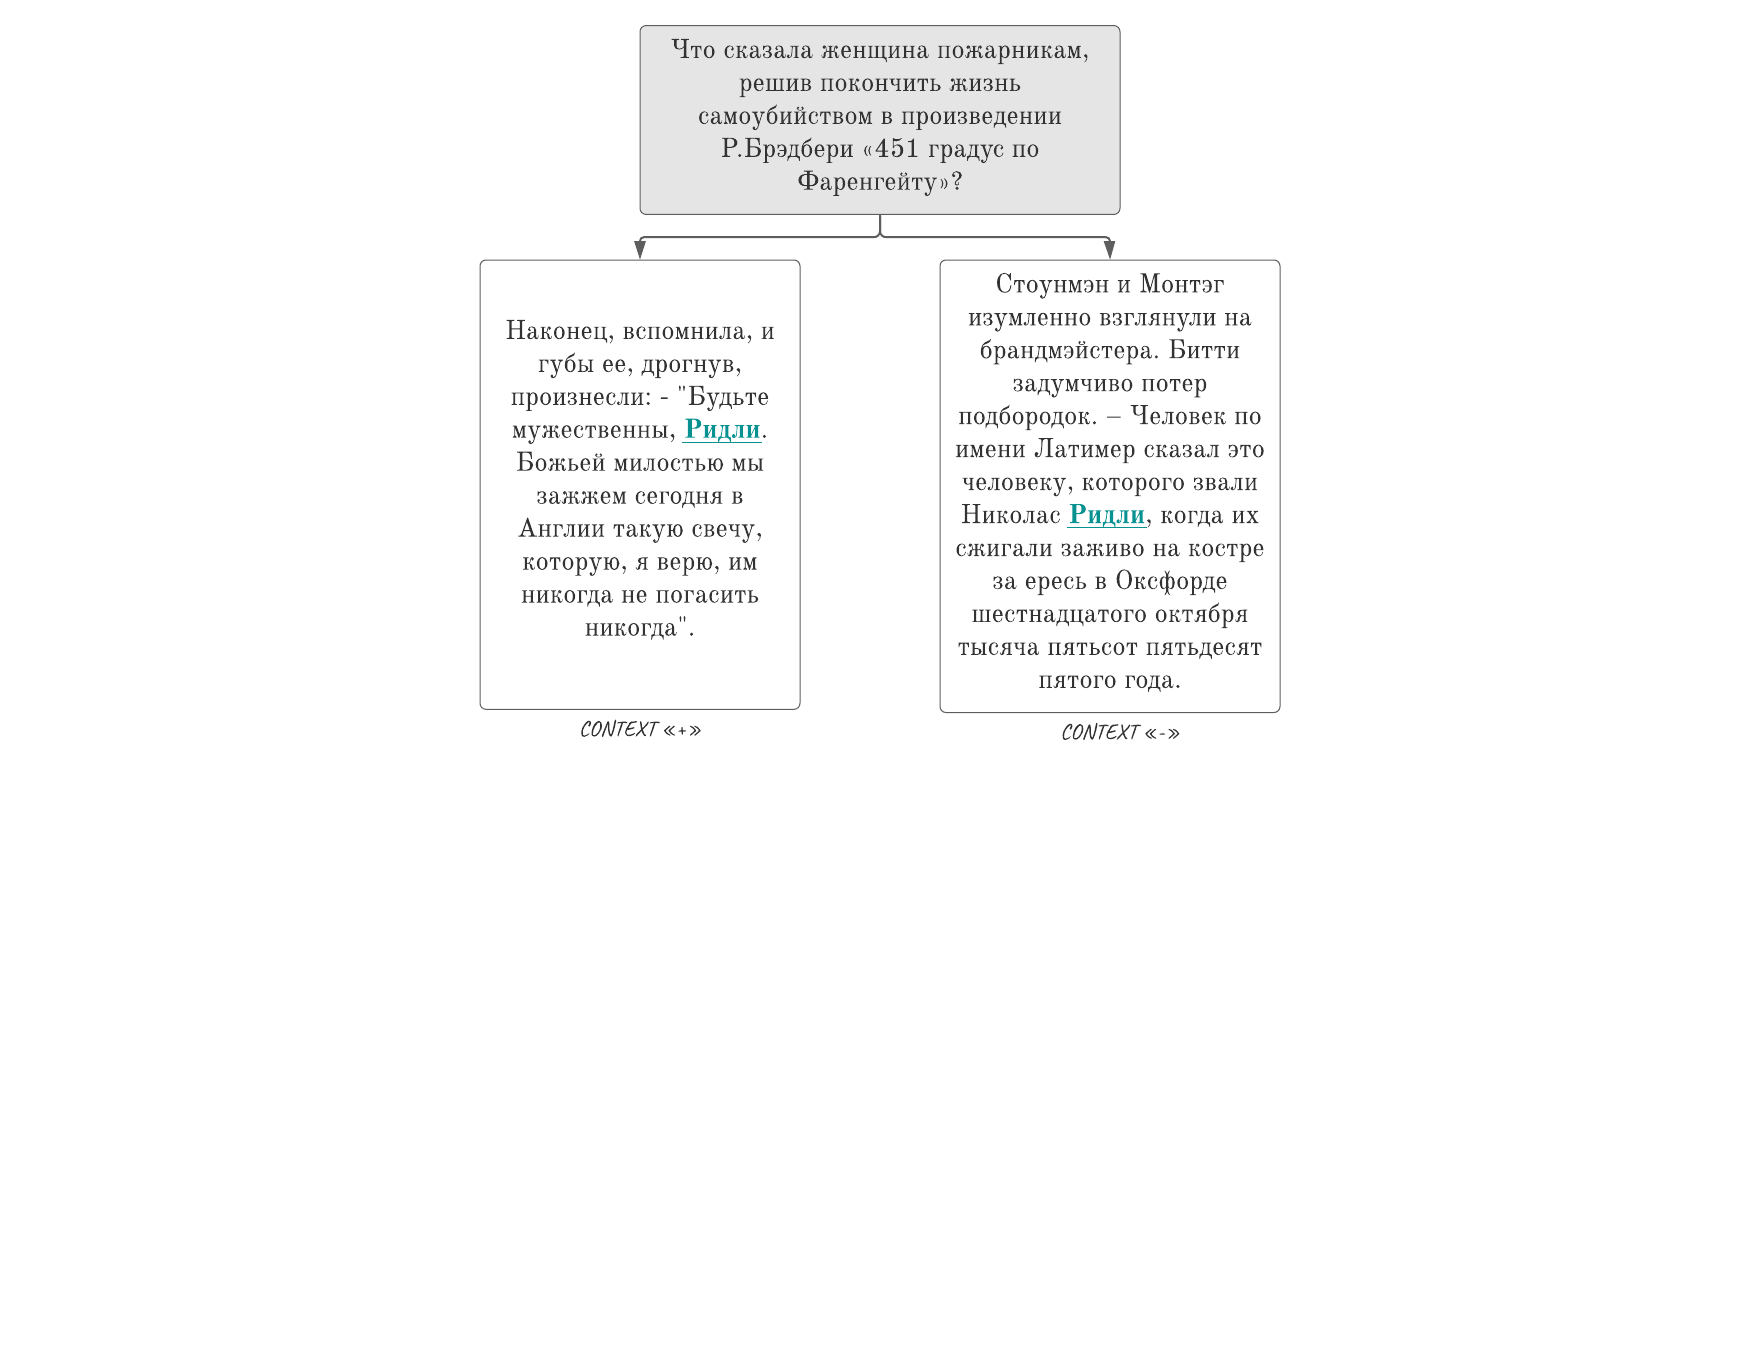 Что сказала женщина пожарникам,
решив покончить жизнь
самоубийством в произведении
Р.Брэдбери «451 градус по
Фаренгейту»?
Наконец, вспомнила, и
губы ее, дрогнув,
произнесли: - "Будьте
мужественны, Ридли.
Божьей милостью мы
зажжем сегодня в
Англии такую свечу,
которую, я верю, им
никогда не погасить
никогда".
CONTEXT «+»
Стоунмэн и Монтэг
изумленно взглянули на
брандмэйстера. Битти
задумчиво потер
подбородок. – Человек по
имени Латимер сказал это
человеку, которого звали
Николас Ридли, когда их
сжигали заживо на костре
за ересь в Оксфорде
шестнадцатого октября
тысяча пятьсот пятьдесят
пятого года.
CONTEXT «-»